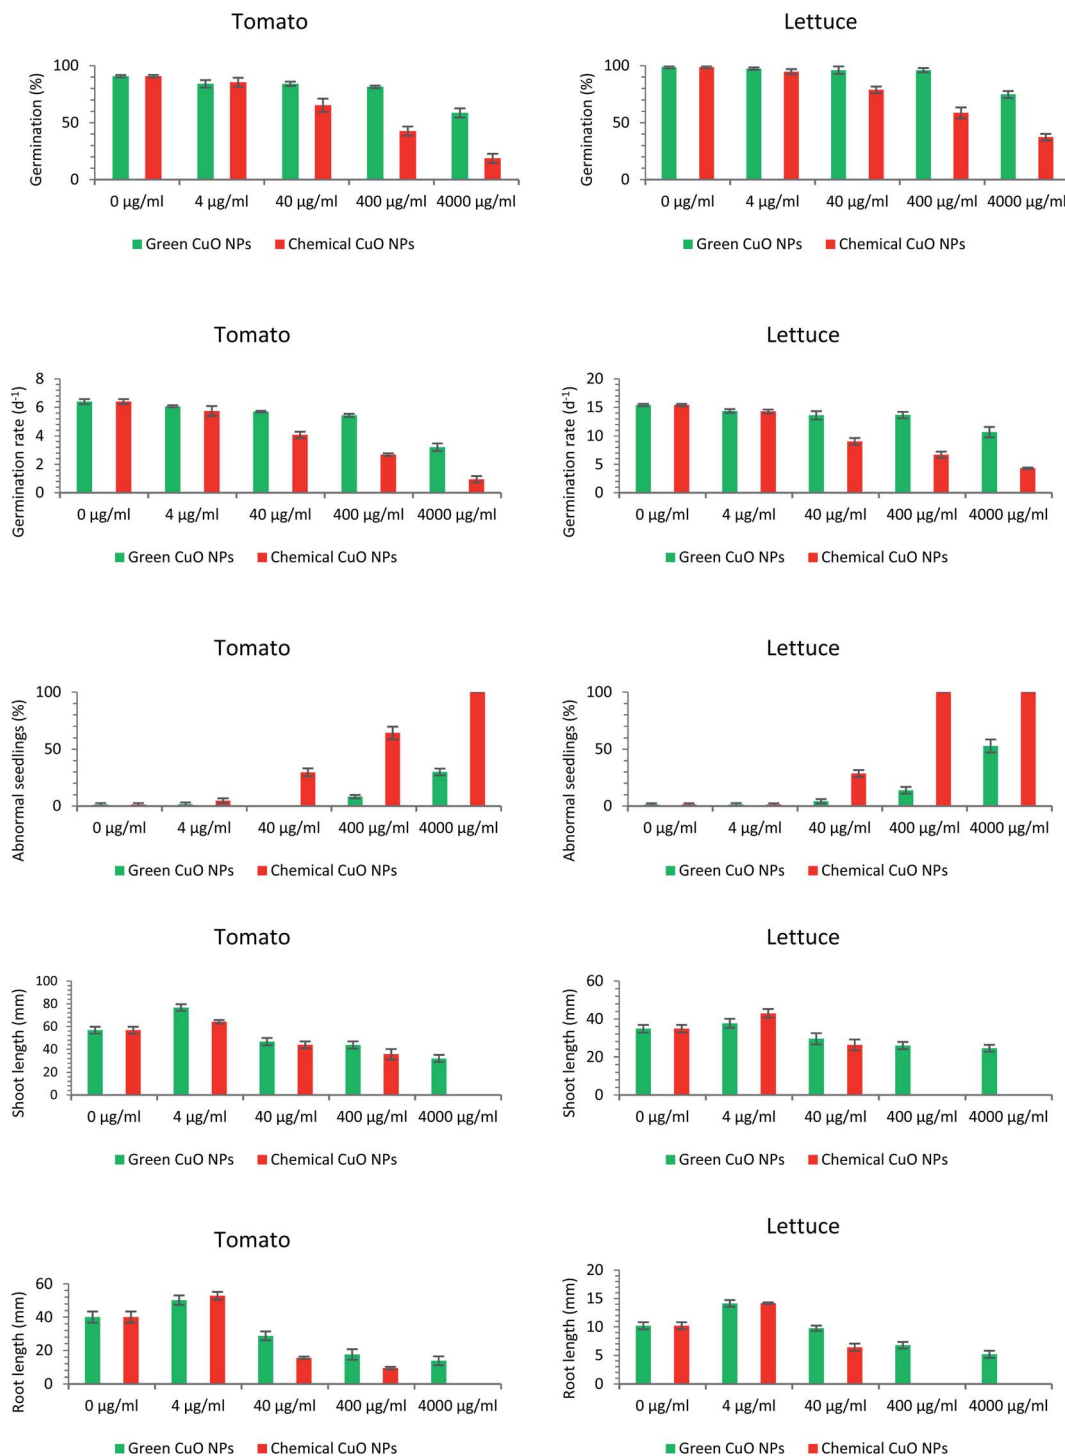 Tomato
Germination (%)
100
50
0
0 µg/ml 4 µg/ml 40 µg/ml 400 µg/ml 4000 µg/ml
Green CuO NPs Chemical CuO NPs
Lettuce
Germination (%)
100
50
0
0 µg/ml 4 µg/ml 40 µg/ml 400 µg/ml 4000 µg/ml
Green CuO NPs Chemical CuO NPs
Tomato
Germination rate (d⁻¹)
8
6
4
2
0
0 µg/ml 4 µg/ml 40 µg/ml 400 µg/ml 4000 µg/ml
Green CuO NPs Chemical CuO NPs
Lettuce
Germination rate (d⁻¹)
20
15
10
5
0
0 µg/ml 4 µg/ml 40 µg/ml 400 µg/ml 4000 µg/ml
Green CuO NPs Chemical CuO NPs
Tomato
Abnormal seedlings (%)
100
50
0
0 µg/ml 4 µg/ml 40 µg/ml 400 µg/ml 4000 µg/ml
Green CuO NPs Chemical CuO NPs
Lettuce
Abnormal seedlings (%)
100
50
0
0 µg/ml 4 µg/ml 40 µg/ml 400 µg/ml 4000 µg/ml
Green CuO NPs Chemical CuO NPs
Tomato
Shoot length (mm)
100
80
60
40
20
0
0 µg/ml 4 µg/ml 40 µg/ml 400 µg/ml 4000 µg/ml
Green CuO NPs Chemical CuO NPs
Lettuce
Shoot length (mm)
60
40
20
0
0 µg/ml 4 µg/ml 40 µg/ml 400 µg/ml 4000 µg/ml
Green CuO NPs Chemical CuO NPs
Tomato
Root length (mm)
60
40
20
0
0 µg/ml 4 µg/ml 40 µg/ml 400 µg/ml 4000 µg/ml
Green CuO NPs Chemical CuO NPs
Lettuce
Root length (mm)
20
15
10
5
0
0 µg/ml 4 µg/ml 40 µg/ml 400 µg/ml 4000 µg/ml
Green CuO NPs Chemical CuO NPs